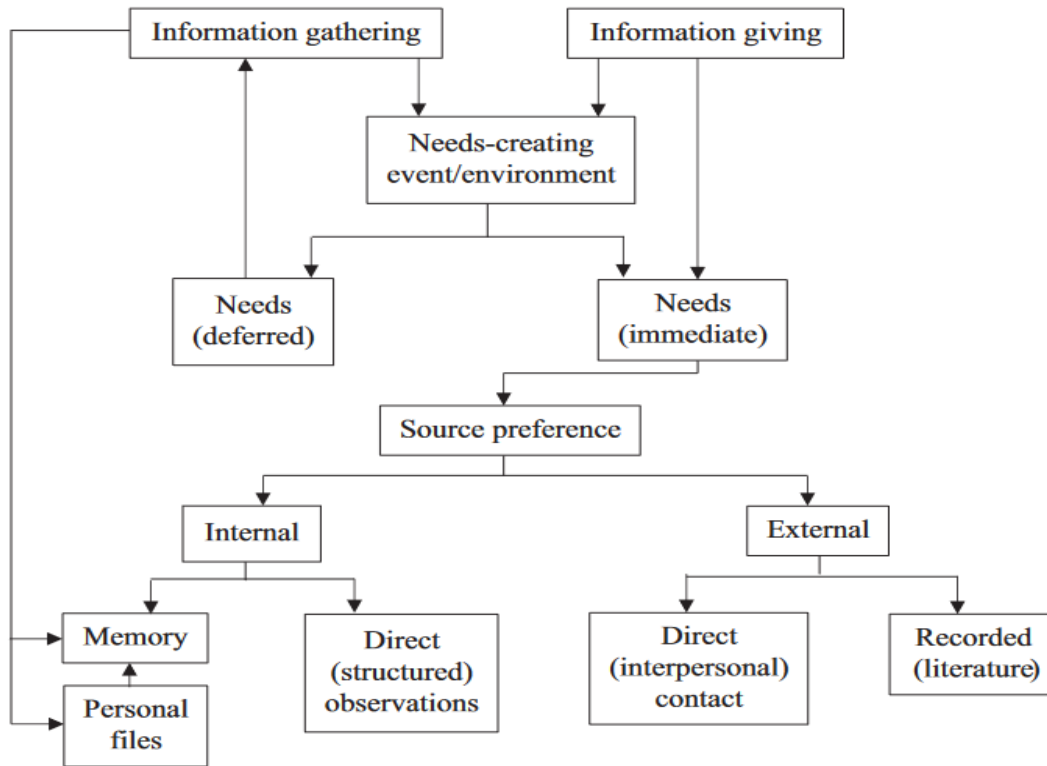 Information gathering
Information giving
Needs-creating
event/environment
Needs
(deferred)
Needs
(immediate)
Source preference
Internal
External
Memory
Direct
(structured)
observations
Direct
(interpersonal)
contact
Recorded
(literature)
Personal
files